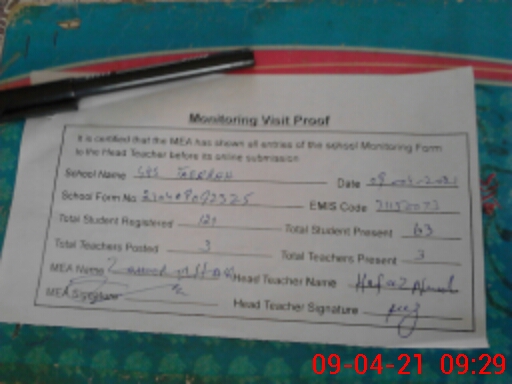 Monitoring Visit Proof
It is certified that the MEA has shown all entries of the school Monitoring Form
to the Head Teacher before its online submission
School Name GPS Date
School Form No EMIS Code
Total Student Registered 121 Total Student Present 63
Total Teachers Posted 3 Total Teachers Present 3
MEA Name Head Teacher Name
MEA Signature Head Teacher Signature
09-04-21 09:29